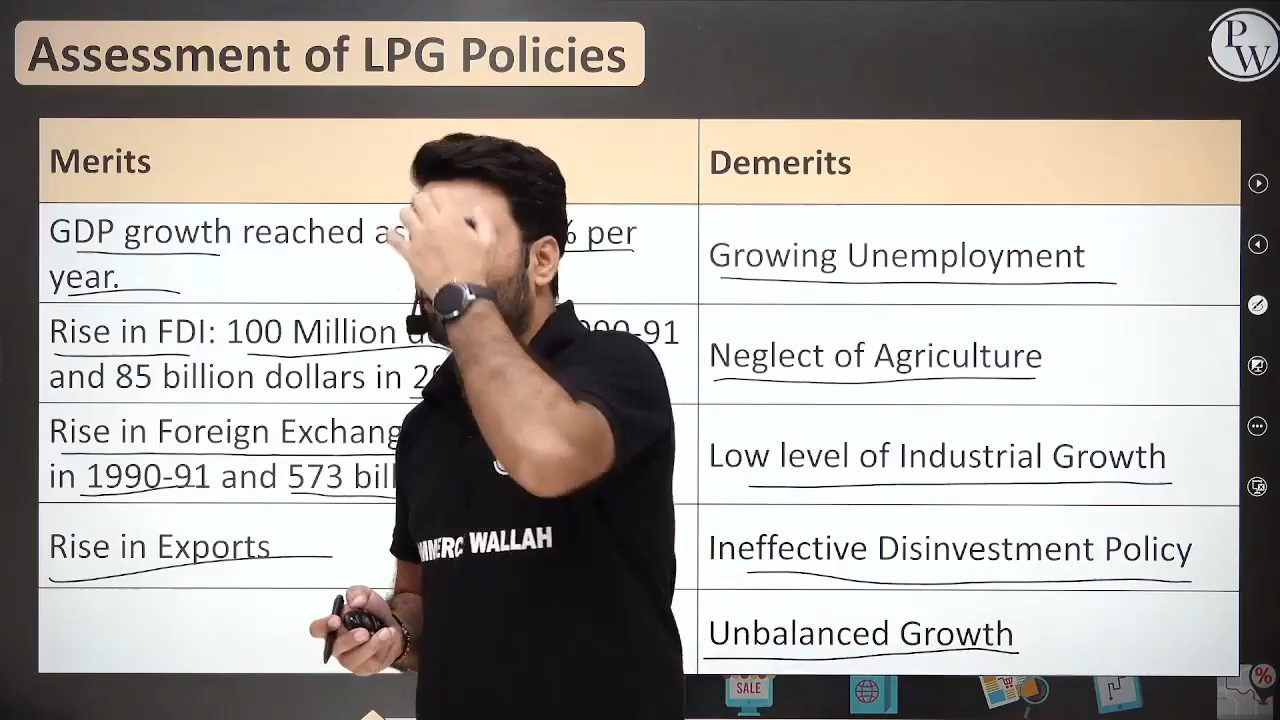 Assessment of LPG Policies
PW
Merits
Demerits
GDP growth reached % per
year.
Growing Unemployment
Rise in FDI: 100 Million
and 85 billion dollars in
Neglect of Agriculture
Rise in Foreign
in 1990-91 and 573
Low level of Industrial Growth
Rise in Exports
Ineffective Disinvestment Policy
Unbalanced Growth
WALLAH
SALE
%